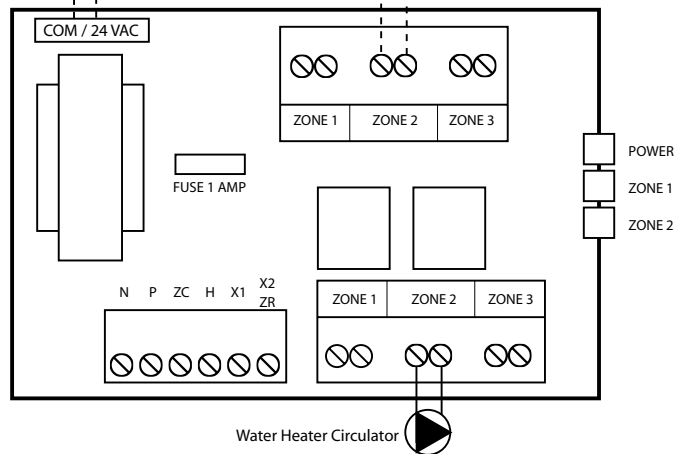 COM / 24 VAC
ZONE 1 ZONE 2 ZONE 3
POWER
FUSE 1 AMP
ZONE 1
ZONE 2
N P ZC H X1 X2
ZR
ZONE 1 ZONE 2 ZONE 3
Water Heater Circulator